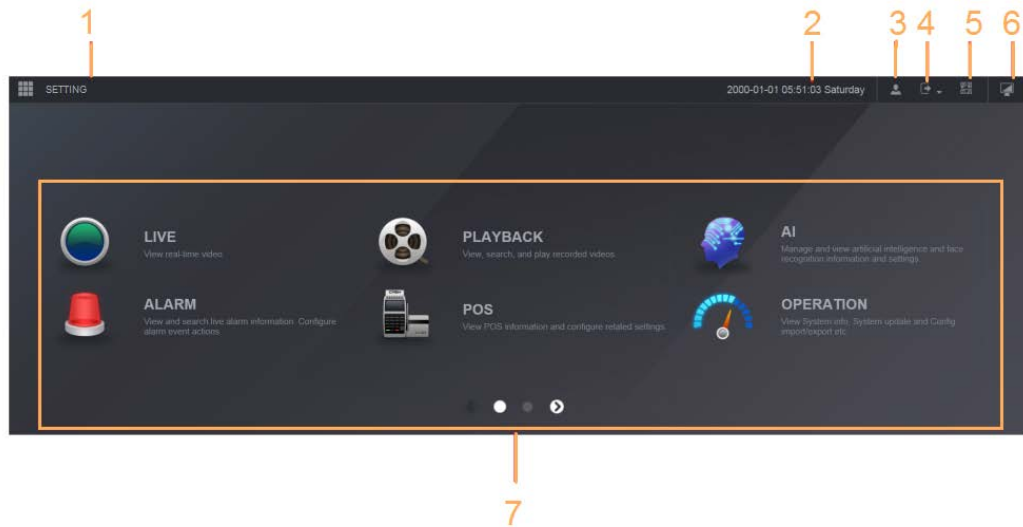 1
2
3
4
5
6
SETTING
2000-01-01 05:51:03 Saturday
LIVE
View real-time video.
PLAYBACK
View, search, and play recorded videos.
AI
Manage and view artificial intelligence and face
recognition information and settings.
ALARM
View and search live alarm information. Configure
alarm event actions.
POS
View POS information and configure related settings.
OPERATION
View System info, System update and Config
import/export etc
7